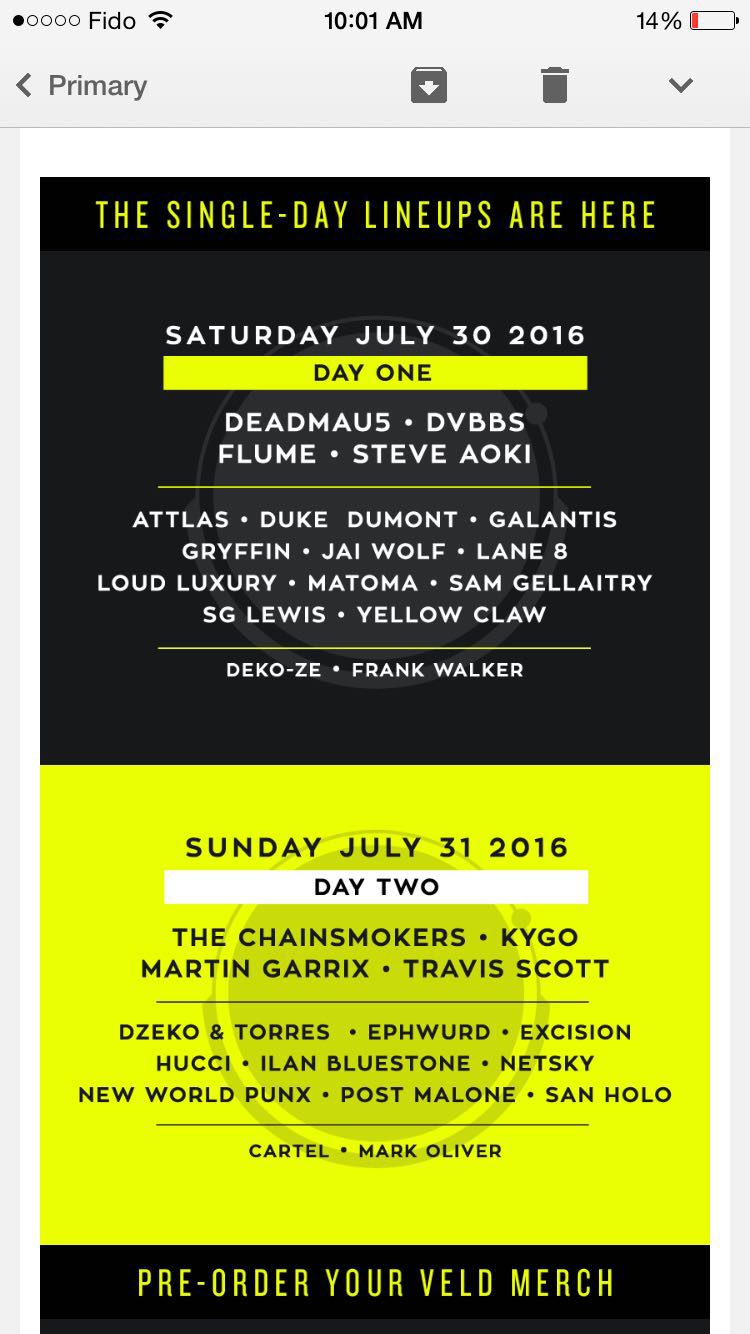 Fido 10:01 AM 14%
Primary
THE SINGLE-DAY LINEUPS ARE HERE
SATURDAY JULY 30 2016
DAY ONE
DEADMAU5 • DVBBS
FLUME • STEVE AOKI
ATTLAS • DUKE DUMONT • GALANTIS
GRYFFIN • JAI WOLF • LANE 8
LOUD LUXURY • MATOMA • SAM GELLAITRY
SG LEWIS • YELLOW CLAW
DEKO-ZE • FRANK WALKER
SUNDAY JULY 31 2016
DAY TWO
THE CHAINSMOKERS • KYGO
MARTIN GARRIX • TRAVIS SCOTT
DZEKO & TORRES • EPHWURD • EXCISION
HUCCI • ILAN BLUESTONE • NETSKY
NEW WORLD PUNX • POST MALONE • SAN HOLO
CARTEL • MARK OLIVER
PRE-ORDER YOUR VELD MERCH